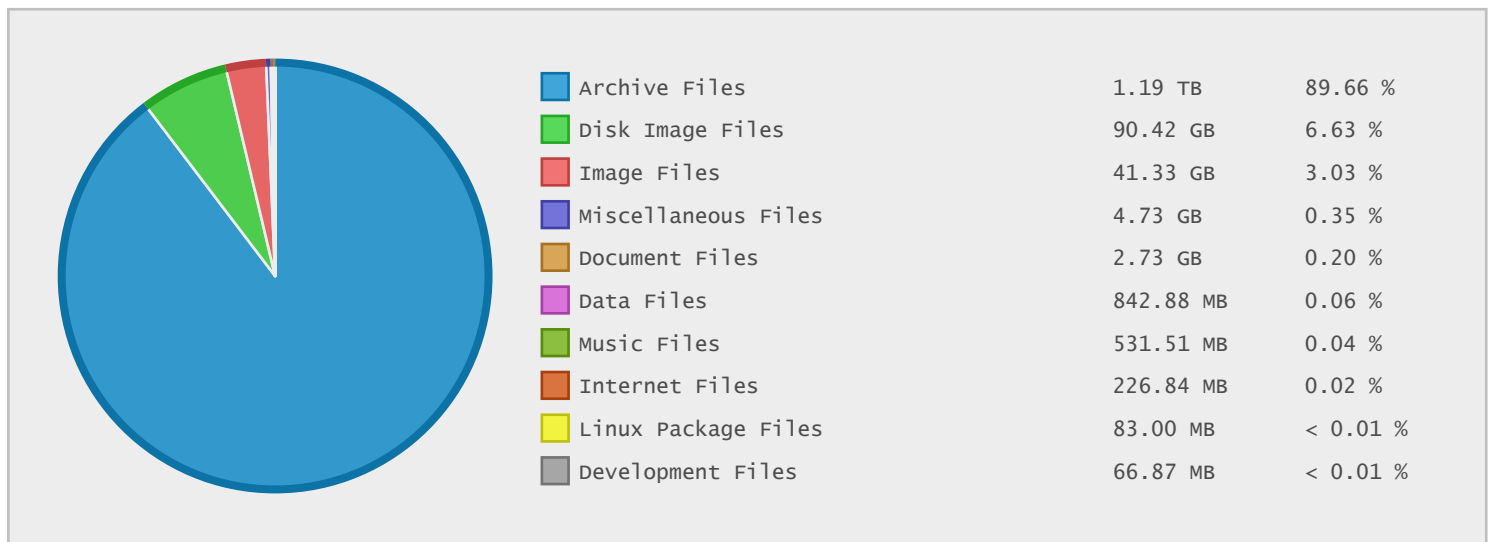 Archive Files 1.19 TB 89.66 %
Disk Image Files 90.42 GB 6.63 %
Image Files 41.33 GB 3.03 %
Miscellaneous Files 4.73 GB 0.35 %
Document Files 2.73 GB 0.20 %
Data Files 842.88 MB 0.06 %
Music Files 531.51 MB 0.04 %
Internet Files 226.84 MB 0.02 %
Linux Package Files 83.00 MB < 0.01 %
Development Files 66.87 MB < 0.01 %